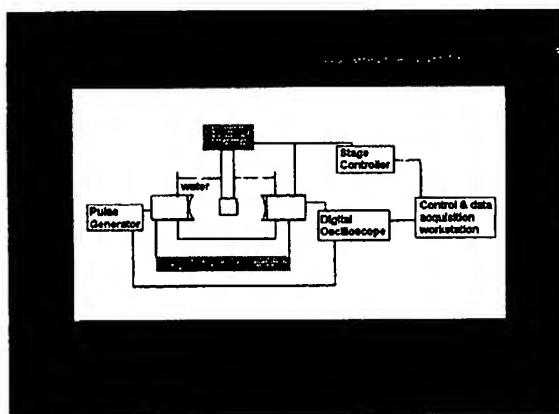 water
Pulse
Generator
Stage
Controller
Digital
Oscilloscope
Control & data
acquisition
workstation